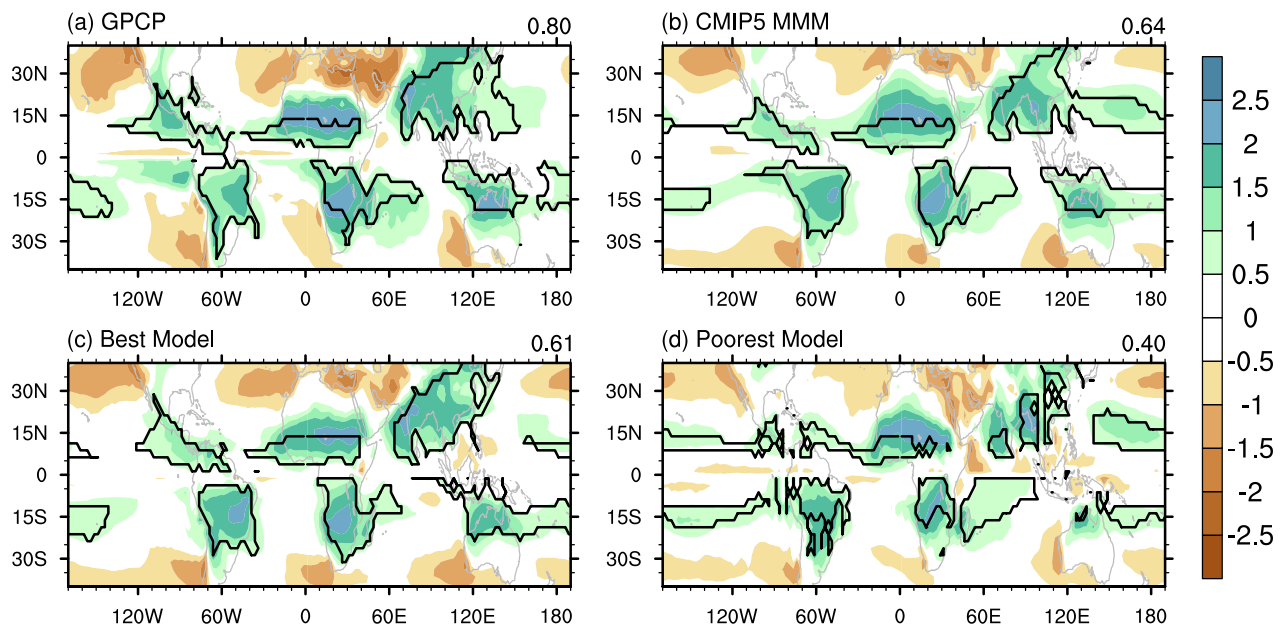 (a) GPCP 0.80
(b) CMIP5 MMM 0.64
30N
15N
0
15S
30S
120W 60W 0 60E 120E 180
30N
15N
0
15S
30S
120W 60W 0 60E 120E 180
(c) Best Model 0.61
(d) Poorest Model 0.40
30N
15N
0
15S
30S
120W 60W 0 60E 120E 180
30N
15N
0
15S
30S
120W 60W 0 60E 120E 180
2.5
2
1.5
1
0.5
0
-0.5
-1
-1.5
-2
-2.5